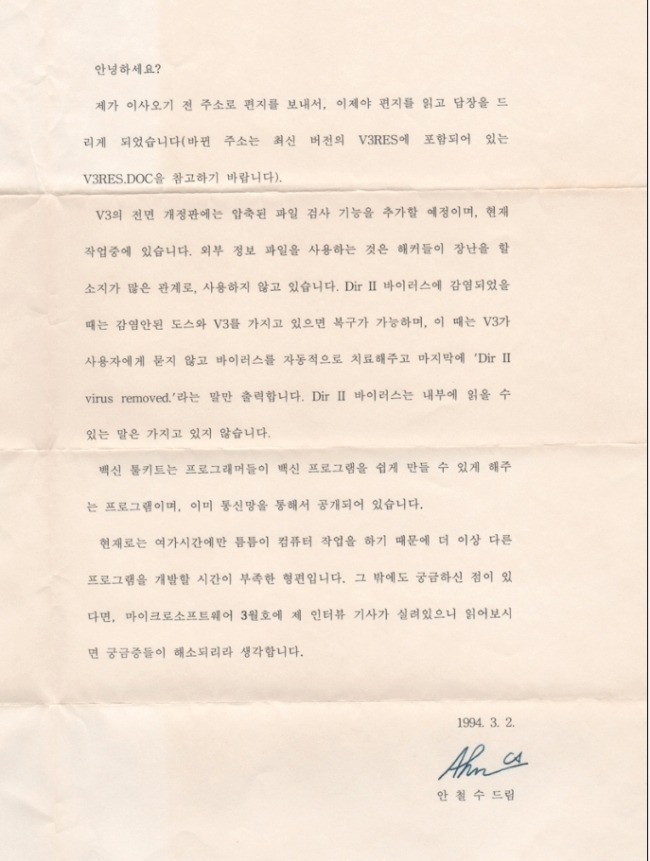 안녕하세요?
제가 이사오기 전 주소로 편지를 보내서, 이제야 편지를 읽고 답장을 드
리게 되었습니다(바뀐 주소는 최신 버전의 V3RES에 포함되어 있는
V3RES.DOC을 참고하기 바랍니다).
V3의 전면 개정판에는 압축된 파일 검사 기능을 추가할 예정이며, 현재
작업중에 있습니다. 외부 정보 파일을 사용하는 것은 해커들이 장난을 할
소지가 많은 관계로, 사용하지 않고 있습니다. Dir II 바이러스에 감염되었을
때는 감염안된 도스와 V3를 가지고 있으면 복구가 가능하며, 이 때는 V3가
사용자에게 묻지 않고 바이러스를 자동적으로 치료해주고 마지막에 'Dir II
virus removed.'라는 말만 출력합니다. Dir II 바이러스는 내부에 읽을 수
있는 말은 가지고 있지 않습니다.
백신 툴키트는 프로그래머들이 백신 프로그램을 쉽게 만들 수 있게 해주
는 프로그램이며, 이미 통신망을 통해서 공개되어 있습니다.
현재로는 여가시간에만 틈틈이 컴퓨터 작업을 하기 때문에 더 이상 다른
프로그램을 개발할 시간이 부족한 형편입니다. 그 밖에도 궁금하신 점이 있
다면, 마이크로소프트웨어 3월호에 제 인터뷰 기사가 실려있으니 읽어보시
면 궁금중들이 해소되리라 생각합니다.
1994. 3. 2.
Ahn CS
안 철 수 드림